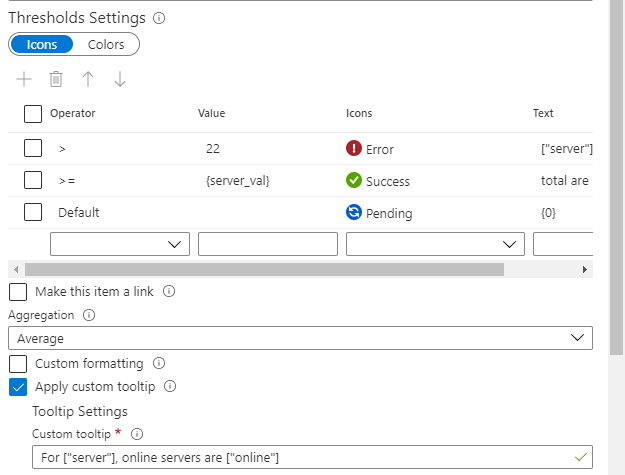 Thresholds Settings
Icons Colors
Operator Value Icons Text
> 22 Error ["server"]
>= {server_val} Success total are
Default Pending {0}
Make this item a link
Aggregation
Average
Custom formatting
Apply custom tooltip
Tooltip Settings
Custom tooltip *
For ["server"], online servers are ["online"]